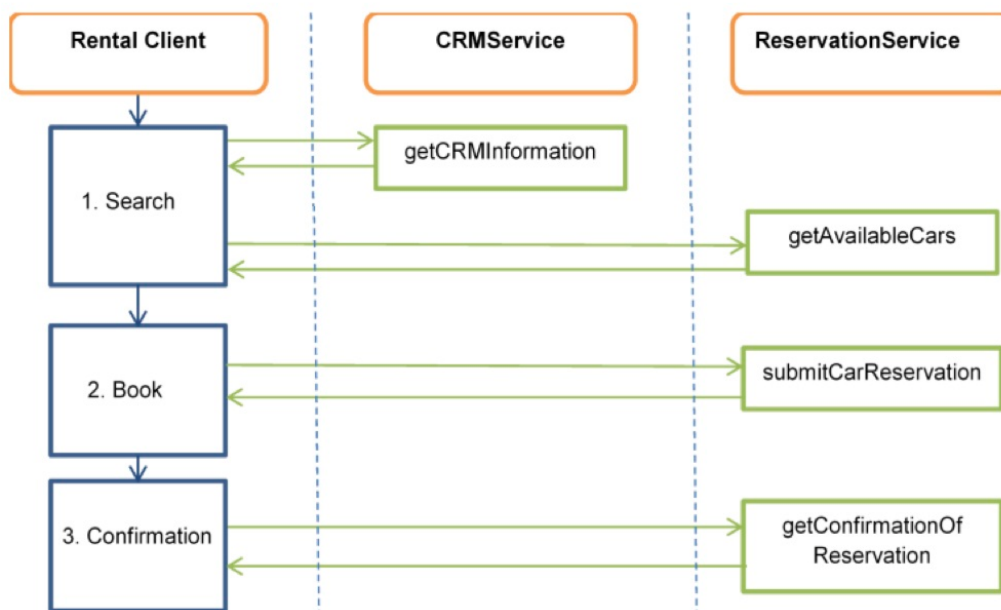 Rental Client
CRMService
ReservationService
getCRMInformation
1. Search
getAvailableCars
2. Book
submitCarReservation
3. Confirmation
getConfirmationOf
Reservation